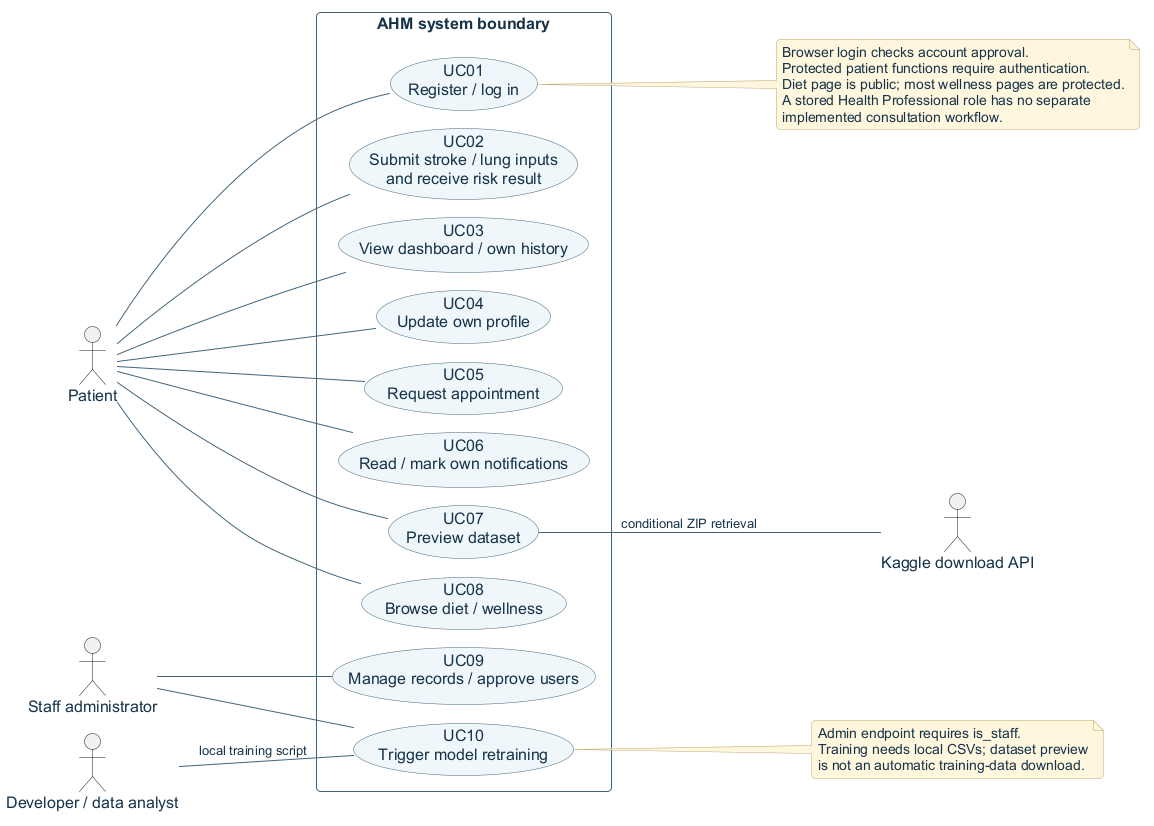 AHM system boundary
UC01
Register / log in
Browser login checks account approval.
Protected patient functions require authentication.
Diet page is public; most wellness pages are protected.
A stored Health Professional role has no separate
implemented consultation workflow.
UC02
Submit stroke / lung inputs
and receive risk result
UC03
View dashboard / own history
UC04
Update own profile
Patient
UC05
Request appointment
UC06
Read / mark own notifications
UC07
Preview dataset
conditional ZIP retrieval
Kaggle download API
UC08
Browse diet / wellness
UC09
Manage records / approve users
Staff administrator
UC10
Trigger model retraining
local training script
Developer / data analyst
Admin endpoint requires is_staff.
Training needs local CSVs; dataset preview
is not an automatic training-data download.